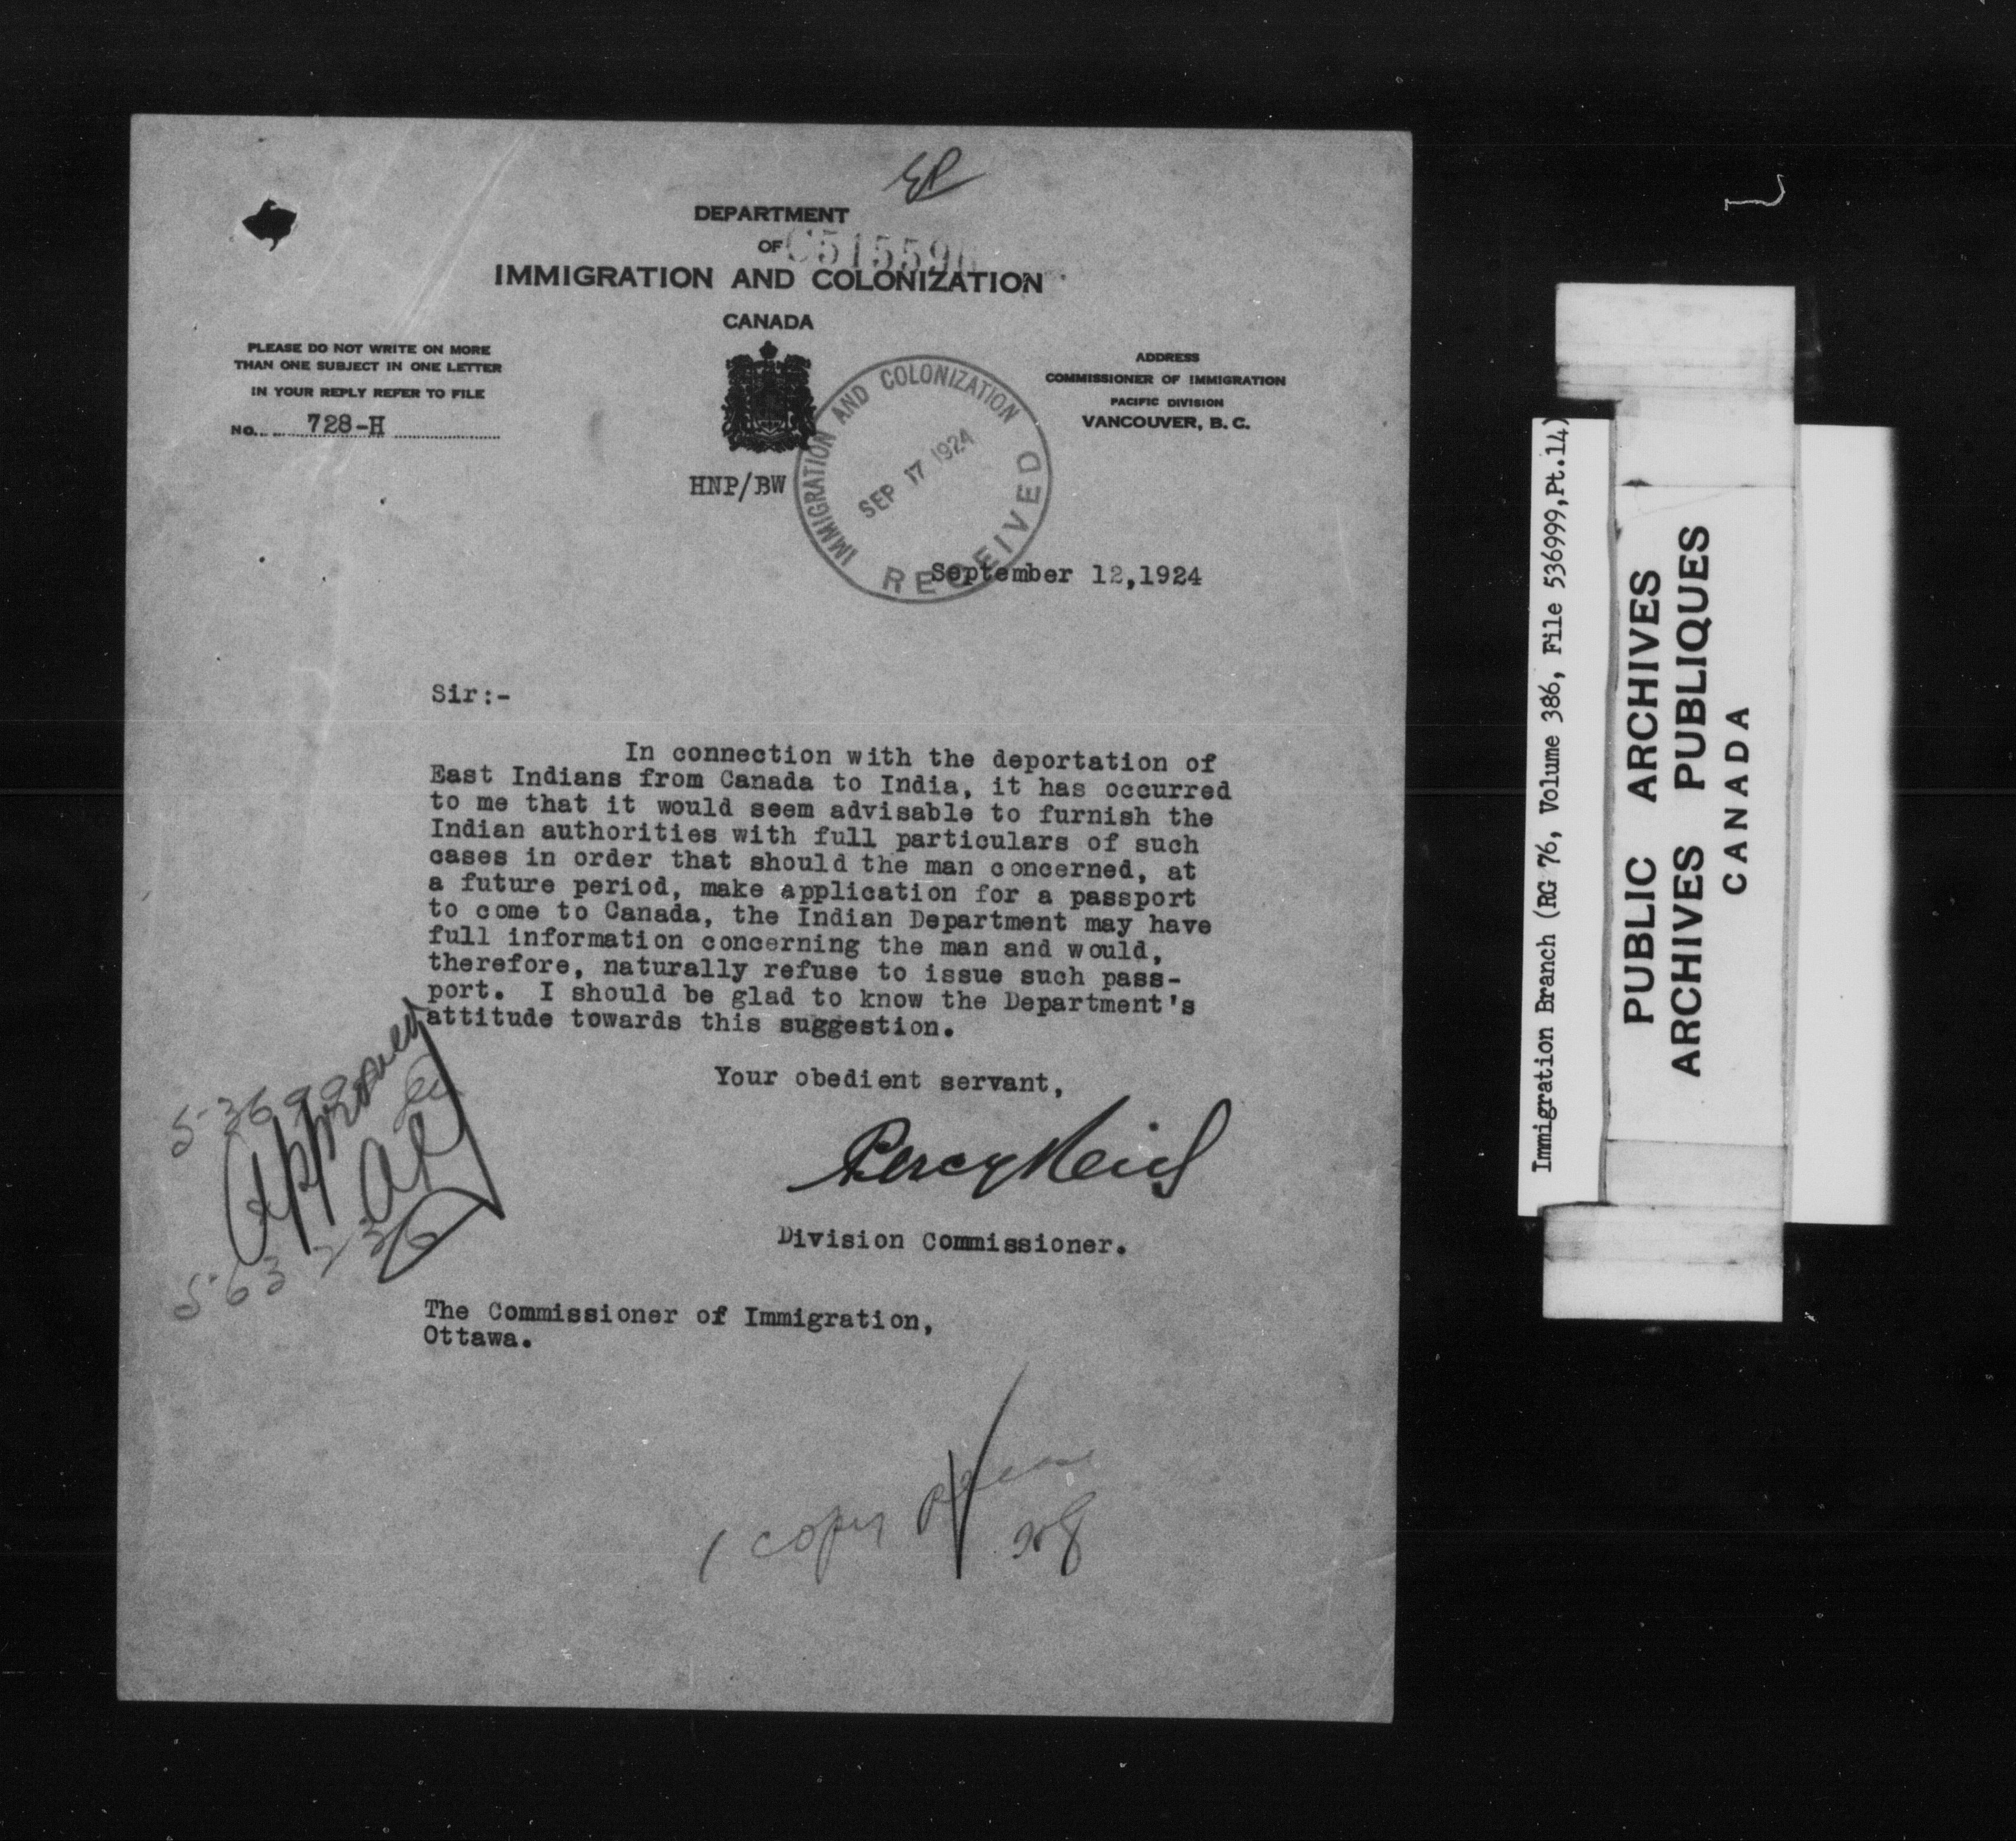 DEPARTMENT
OF
IMMIGRATION AND COLONIZATION
CANADA
PLEASE DO NOT WRITE ON MORE
THAN ONE SUBJECT IN ONE LETTER
IN YOUR REPLY REFER TO FILE
NO. 728-H
ADDRESS
COMMISSIONER OF IMMIGRATION
PACIFIC DIVISION
VANCOUVER, B. C.
HNP/BW
IMMIGRATION AND COLONIZATION
SEP 17 1924
RECEIVED
September 12,1924
Sir:-
In connection with the deportation of
East Indians from Canada to India, it has occurred
to me that it would seem advisable to furnish the
Indian authorities with full particulars of such
cases in order that should the man concerned, at
a future period, make application for a passport
to come to Canada, the Indian Department may have
full information concerning the man and would,
therefore, naturally refuse to issue such pass-
port. I should be glad to know the Department's
attitude towards this suggestion.
Approved
Your obedient servant,
Percy Reid
Division Commissioner.
The Commissioner of Immigration,
Ottawa.
1 copy please
Immigration Branch (RG 76, Volume 386, File 536999,Pt.14)
PUBLIC ARCHIVES
ARCHIVES PUBLIQUES
CANADA